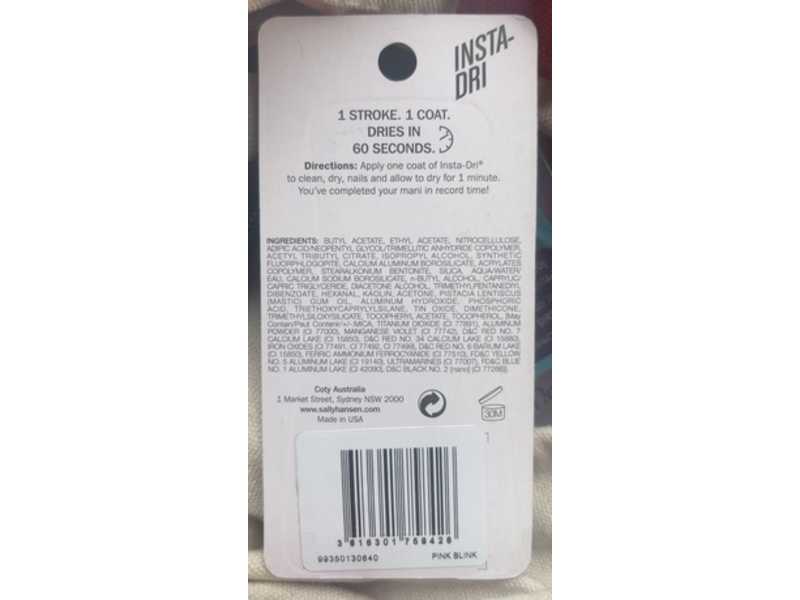 INSTA-
DRI
1 STROKE. 1 COAT.
DRIES IN
60 SECONDS.
Directions: Apply one coat of Insta-Dri®
to clean, dry, nails and allow to dry for 1 minute.
You've completed your mani in record time!
INGREDIENTS: BUTYL ACETATE, ETHYL ACETATE, NITROCELLULOSE,
ADIPIC ACID/NEOPENTYL GLYCOL/TRIMELLITIC ANHYDRIDE COPOLYMER,
ACETYL TRIBUTYL CITRATE, ISOPROPYL ALCOHOL, SYNTHETIC
FLUORPHLOGOPITE, CALCIUM ALUMINUM BOROSILICATE, ACRYLATES
COPOLYMER, STEARALKONIUM BENTONITE, SILICA, AQUA/WATER/
EAU, CALCIUM SODIUM BOROSILICATE, n-BUTYL ALCOHOL, CAPRYLIC/
CAPRIC TRIGLYCERIDE, DIACETONE ALCOHOL, TRIMETHYLPENTANEDIYL
DIBENZOATE, HEXANAL, KAOLIN, ACETONE, PISTACIA LENTISCUS
(MASTIC) GUM OIL, ALUMINUM HYDROXIDE, PHOSPHORIC
ACID, TRIETHOXYCAPRYLYLSILANE, TIN OXIDE, DIMETHICONE,
TRIMETHYLSILOXYSILICATE, TOCOPHERYL ACETATE, TOCOPHEROL, [May
Contain/Peut Contenir/+/-:MICA, TITANIUM DIOXIDE (CI 77891), ALUMINUM
POWDER (CI 77000), MANGANESE VIOLET (CI 77742), D&C RED NO. 7
CALCIUM LAKE (CI 15850), D&C RED NO. 34 CALCIUM LAKE (CI 15880),
IRON OXIDES (CI 77491, CI 77492, CI 77499), D&C RED NO. 6 BARIUM LAKE
(CI 15850), FERRIC AMMONIUM FERROCYANIDE (CI 77510), FD&C YELLOW
NO. 5 ALUMINUM LAKE (CI 19140), ULTRAMARINES (CI 77007), FD&C BLUE
NO. 1 ALUMINUM LAKE (CI 42090), D&C BLACK NO. 2 [nano] (CI 77266)].
Coty Australia
1 Market Street, Sydney NSW 2000
www.sallyhansen.com
Made in USA
30M
3 616301 758426
99350130640 PINK BLINK